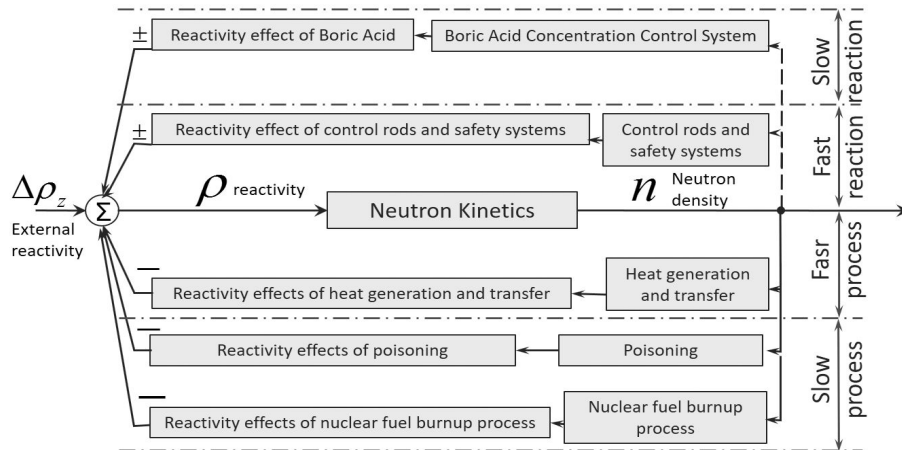 ± Reactivity effect of Boric Acid
Boric Acid Concentration Control System
Slow
reaction
± Reactivity effect of control rods and safety systems
Control rods and
safety systems
Fast
reaction
Δρz
External
reactivity
Σ
ρ reactivity
Neutron Kinetics
n Neutron
density
− Reactivity effects of heat generation and transfer
Heat generation
and transfer
Fasr
process
− Reactivity effects of poisoning
Poisoning
Slow
process
− Reactivity effects of nuclear fuel burnup process
Nuclear fuel burnup
process